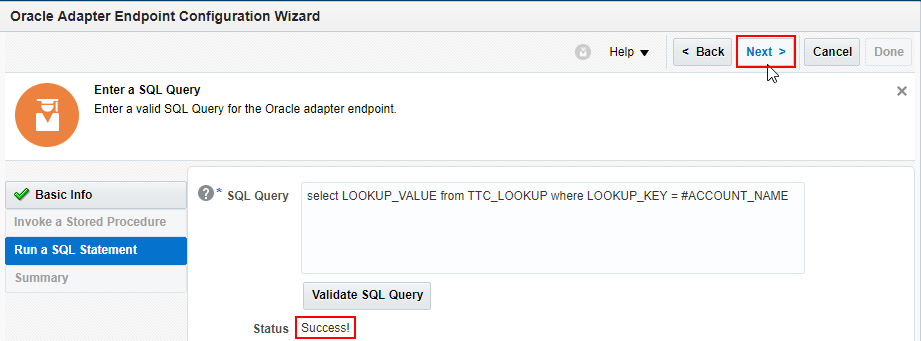 Oracle Adapter Endpoint Configuration Wizard
Help
< Back
Next >
Cancel
Done
Enter a SQL Query
Enter a valid SQL Query for the Oracle adapter endpoint.
Basic Info
Invoke a Stored Procedure
Run a SQL Statement
Summary
? * SQL Query
select LOOKUP_VALUE from TTC_LOOKUP where LOOKUP_KEY = #ACCOUNT_NAME
Validate SQL Query
Status Success!